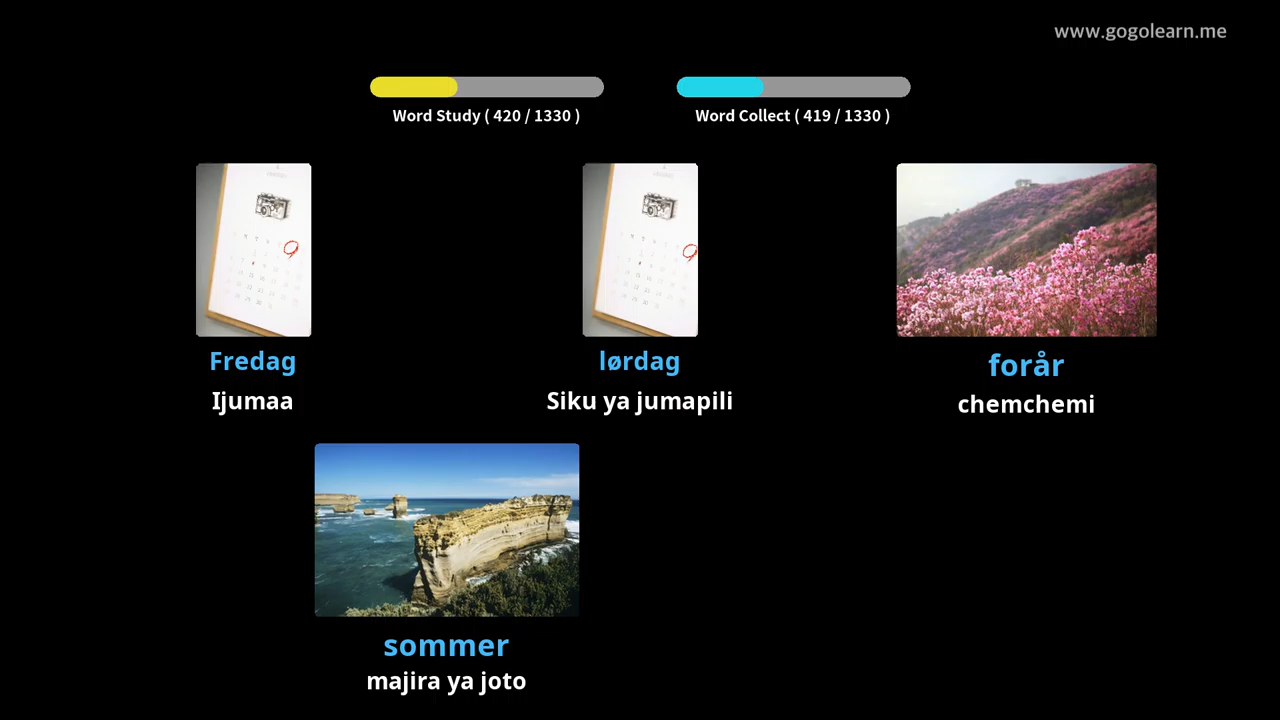 www.gogolearn.me
Word Study ( 420 / 1330 )
Word Collect ( 419 / 1330 )
Fredag
Ijumaa
lørdag
Siku ya jumapili
forår
chemchemi
sommer
majira ya joto